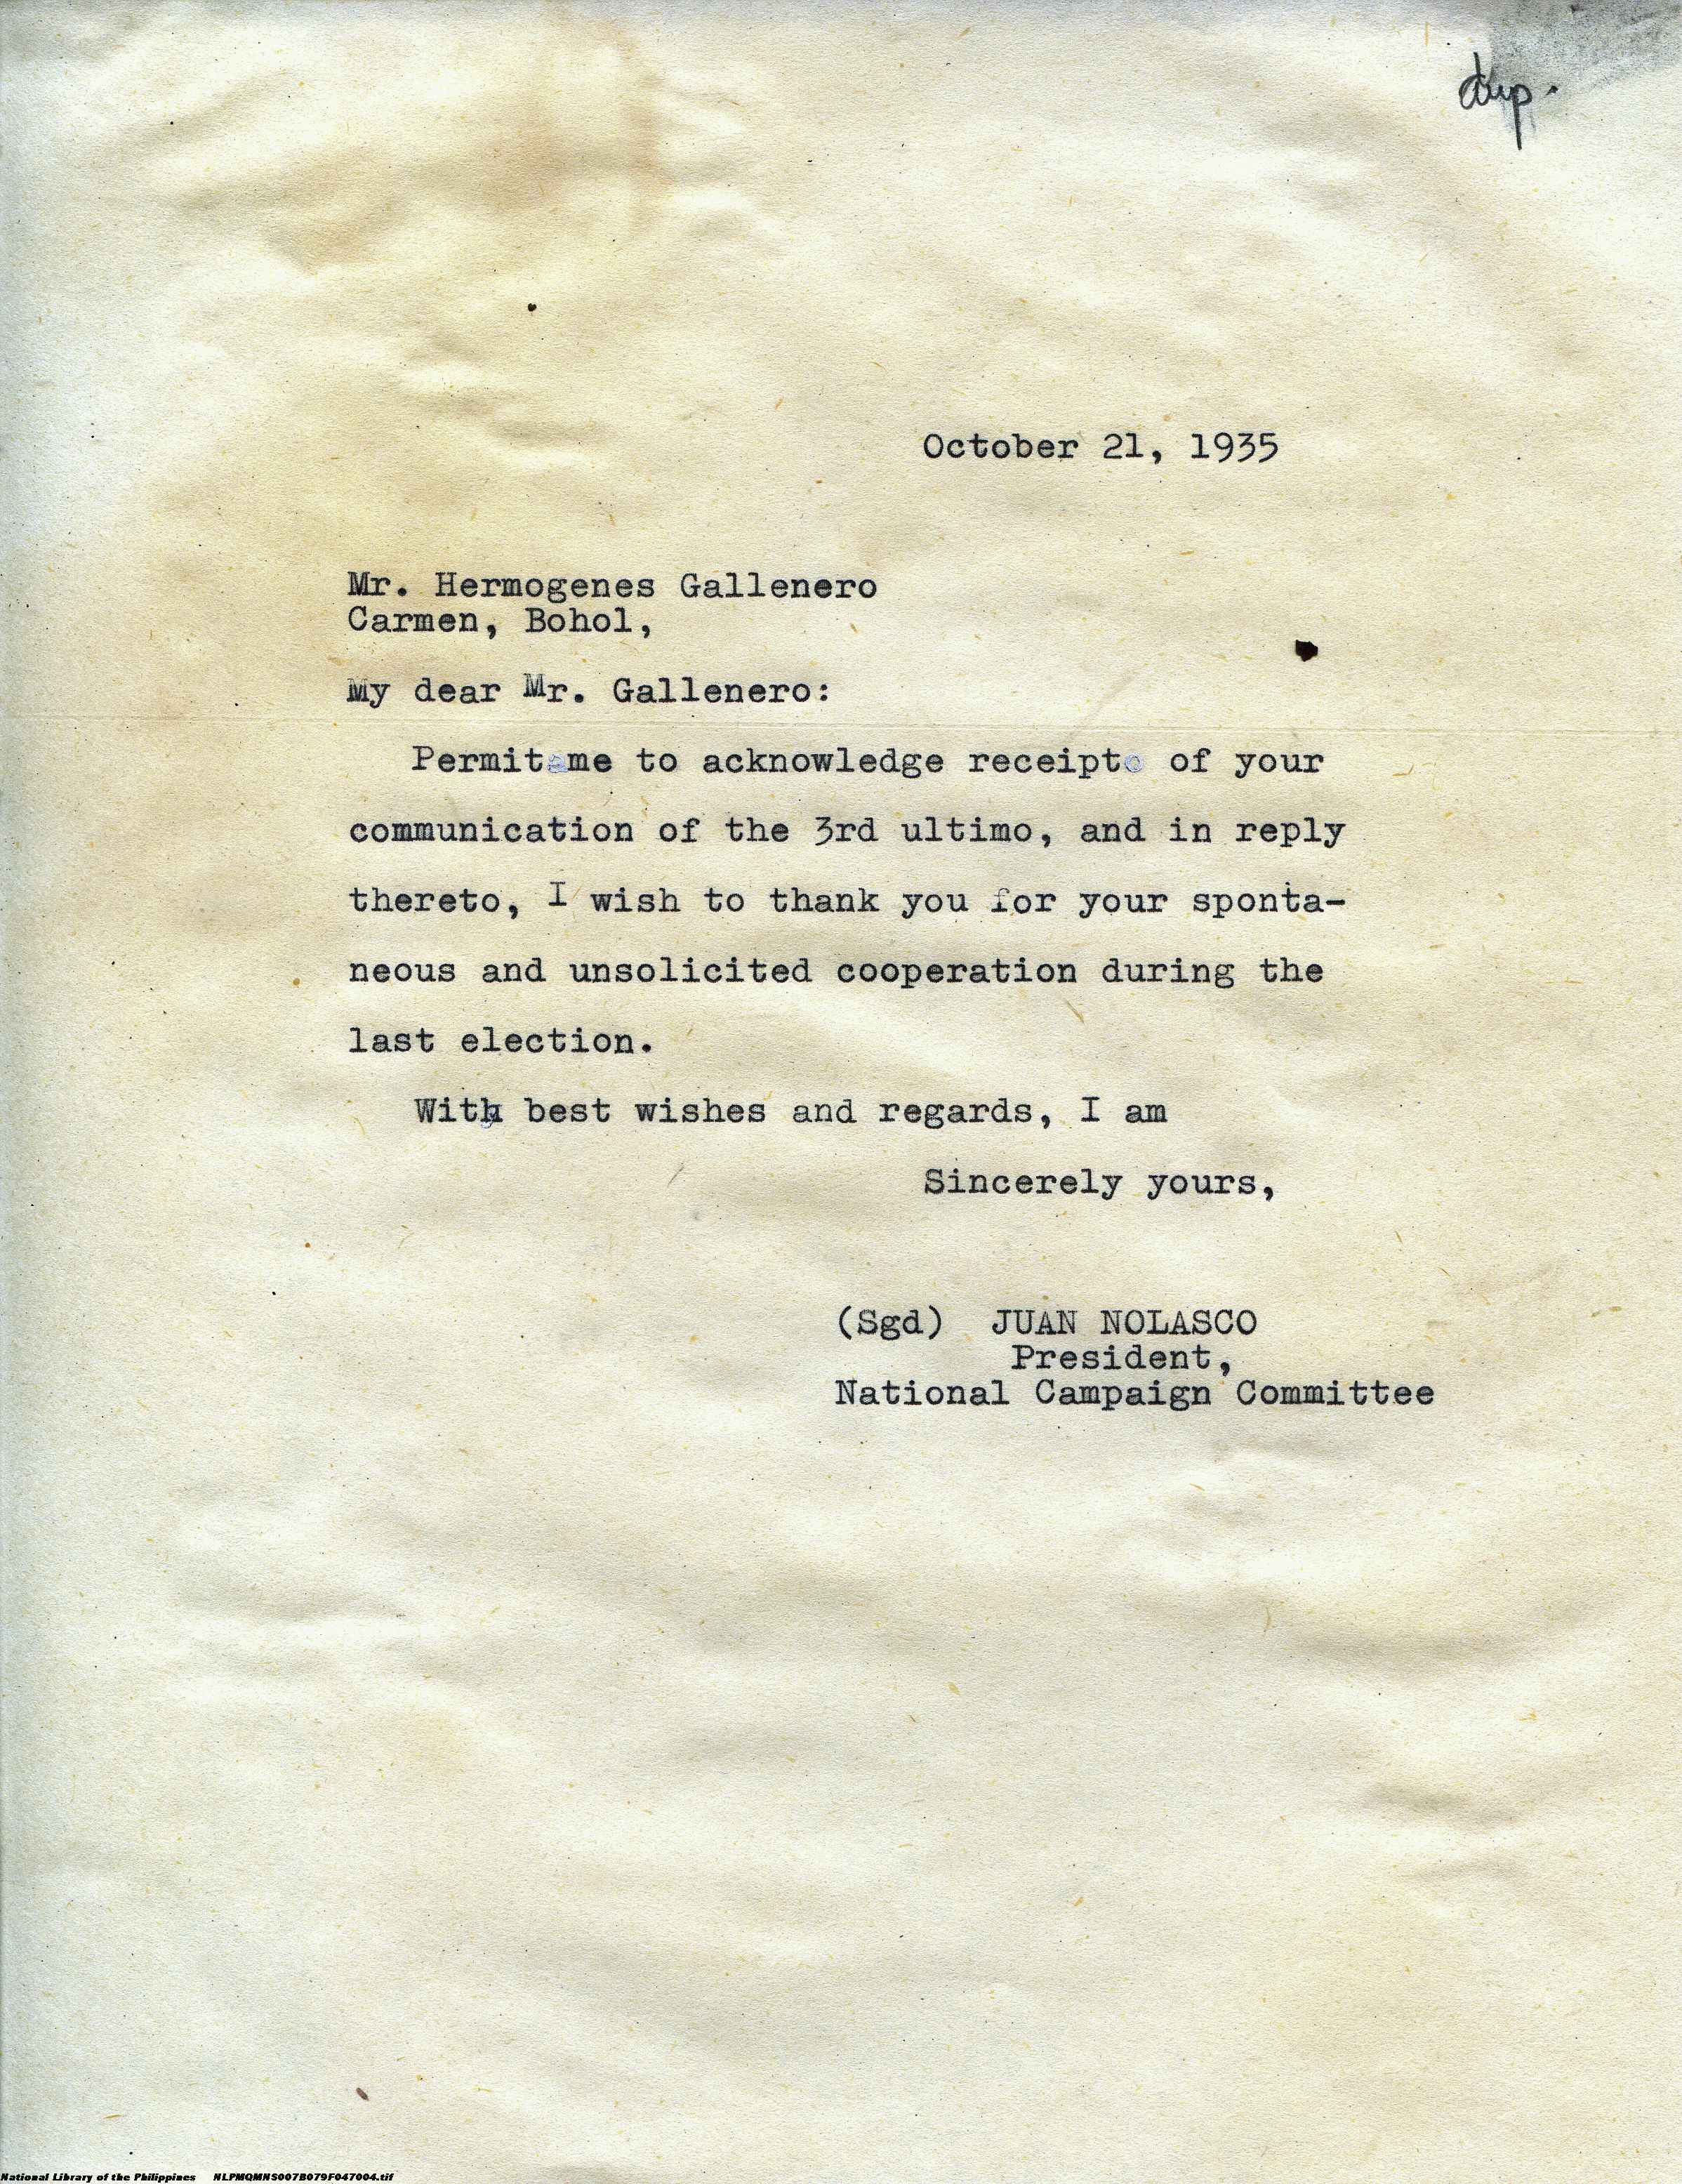 dup.
October 21, 1935
Mr. Hermogenes Gallenero
Carmen, Bohol,
My dear Mr. Gallenero:
Permit me to acknowledge receipt of your
communication of the 3rd ultimo, and in reply
thereto, I wish to thank you for your sponta-
neous and unsolicited cooperation during the
last election.
With best wishes and regards, I am
Sincerely yours,
(Sgd) JUAN NOLASCO
President,
National Campaign Committee
National Library of the Philippines NLPMQMNS007B079F047004.tif